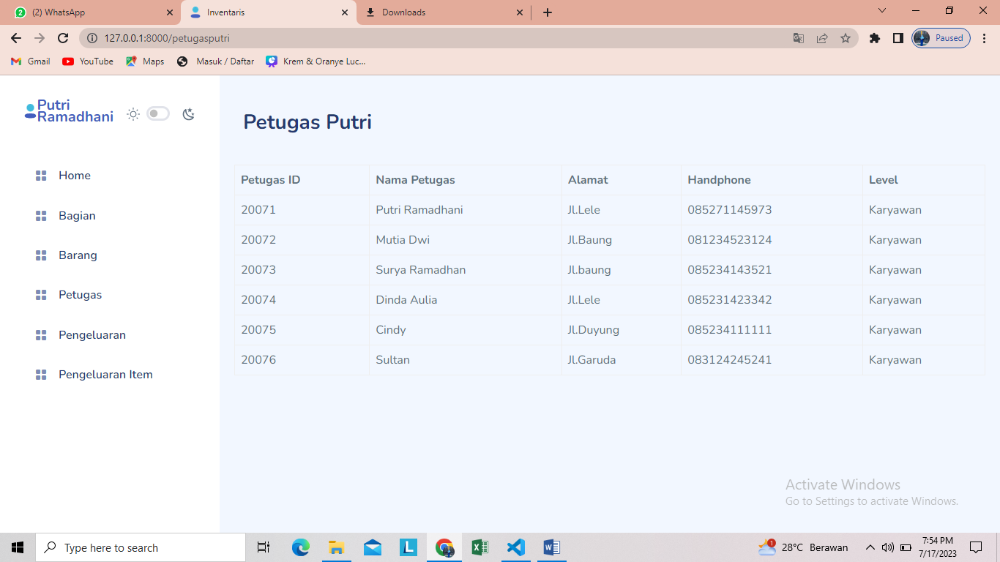 (2) WhatsApp
Inventaris
Downloads
127.0.0.1:8000/petugasputri
Paused
Gmail
YouTube
Maps
Masuk / Daftar
Krem & Oranye Luc...
Putri
Ramadhani
Petugas Putri
Home
Bagian
Barang
Petugas
Pengeluaran
Pengeluaran Item
Petugas ID Nama Petugas Alamat Handphone Level
20071 Putri Ramadhani Jl.Lele 085271145973 Karyawan
20072 Mutia Dwi Jl.Baung 081234523124 Karyawan
20073 Surya Ramadhan Jl.baung 085234143521 Karyawan
20074 Dinda Aulia Jl.Lele 085231423342 Karyawan
20075 Cindy Jl.Duyung 085234111111 Karyawan
20076 Sultan Jl.Garuda 083124245241 Karyawan
Activate Windows
Go to Settings to activate Windows.
Type here to search
28°C Berawan
7:54 PM
7/17/2023